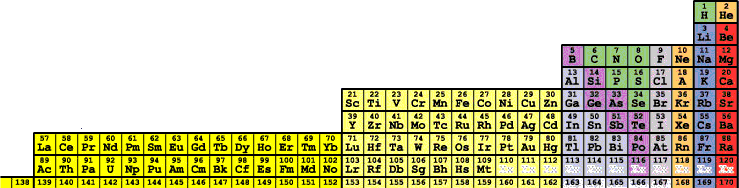 1 2
H He
3 4
Li Be
5 6 7 8 9 10 11 12
B C N O F Ne Na Mg
13 14 15 16 17 18 19 20
Al Si P S Cl A K Ca
21 22 23 24 25 26 27 28 29 30 31 32 33 34 35 36 37 38
Sc Ti V Cr Mn Fe Co Ni Cu Zn Ga Ge As Se Br Kr Rb Sr
39 40 41 42 43 44 45 46 47 48 49 50 51 52 53 54 55 56
Y Zr Nb Mo Tc Ru Rh Pd Ag Cd In Sn Sb Te I Xe Cs Ba
57 58 59 60 61 62 63 64 65 66 67 68 69 70 71 72 73 74 75 76 77 78 79 80 81 82 83 84 85 86 87 88
La Ce Pr Nd Pm Sm Eu Gd Tb Dy Ho Er Tm Yb Lu Hf Ta W Re Os Ir Pt Au Hg Tl Pb Bi Po At Rn Fr Ra
89 90 91 92 93 94 95 96 97 98 99 100 101 102 103 104 105 106 107 108 109 110 111 112 113 114 115 116 117 118 119 120
Ac Th Pa U Np Pu Am Cm Bk Cf Es Fm Md No Lr Rf Db Sg Bh Hs Mt
138 139 140 141 142 143 144 145 146 147 148 149 150 151 152 153 154 155 156 157 158 159 160 161 162 163 164 165 166 167 168 169 170